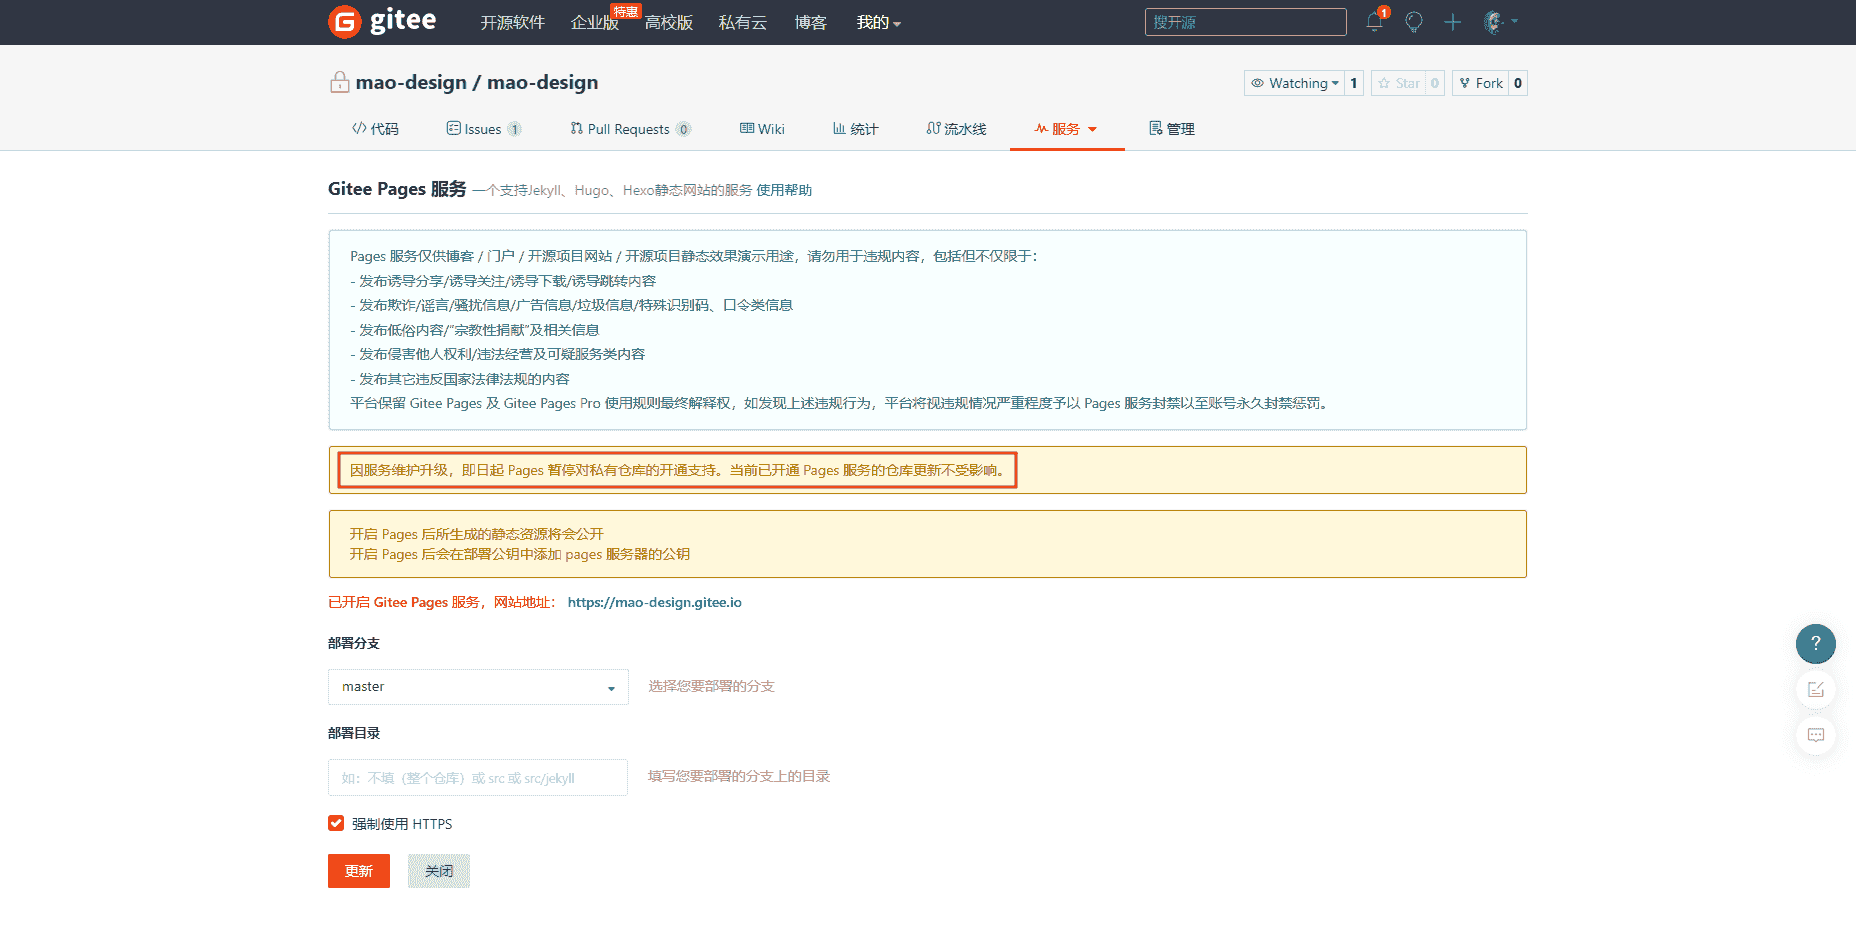 gitee
开源软件
企业版
特惠
高校版
私有云
博客
我的
搜开源
1
mao-design / mao-design
Watching 1
Star 0
Fork 0
代码
Issues 1
Pull Requests 0
Wiki
统计
流水线
服务
管理
Gitee Pages 服务 一个支持Jekyll、Hugo、Hexo静态网站的服务 使用帮助
Pages 服务仅供博客 / 门户 / 开源项目网站 / 开源项目静态效果演示用途，请勿用于违规内容，包括但不仅限于：
- 发布诱导分享/诱导关注/诱导下载/诱导跳转内容
- 发布欺诈/谣言/骚扰信息/广告信息/垃圾信息/特殊识别码、口令类信息
- 发布低俗内容/“宗教性捐献”及相关信息
- 发布侵害他人权利/违法经营及可疑服务类内容
- 发布其它违反国家法律法规的内容
平台保留 Gitee Pages 及 Gitee Pages Pro 使用规则最终解释权，如发现上述违规行为，平台将视违规情况严重程度予以 Pages 服务封禁以至账号永久封禁惩罚。
因服务维护升级，即日起 Pages 暂停对私有仓库的开通支持。当前已开通 Pages 服务的仓库更新不受影响。
开启 Pages 后所生成的静态资源将会公开
开启 Pages 后会在部署公钥中添加 pages 服务器的公钥
已开启 Gitee Pages 服务，网站地址： https://mao-design.gitee.io
部署分支
master
选择您要部署的分支
部署目录
如：不填（整个仓库）或 src 或 src/jekyll
填写您要部署的分支上的目录
强制使用 HTTPS
更新
关闭
?